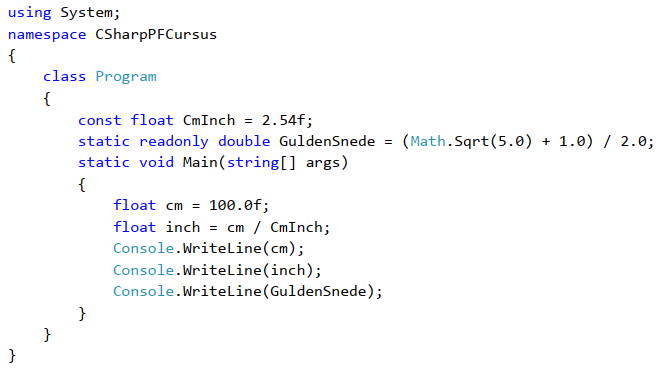 using System;
namespace CSharpPFCursus
{
    class Program
    {
        const float CmInch = 2.54f;
        static readonly double GuldenSnede = (Math.Sqrt(5.0) + 1.0) / 2.0;
        static void Main(string[] args)
        {
            float cm = 100.0f;
            float inch = cm / CmInch;
            Console.WriteLine(cm);
            Console.WriteLine(inch);
            Console.WriteLine(GuldenSnede);
        }
    }
}